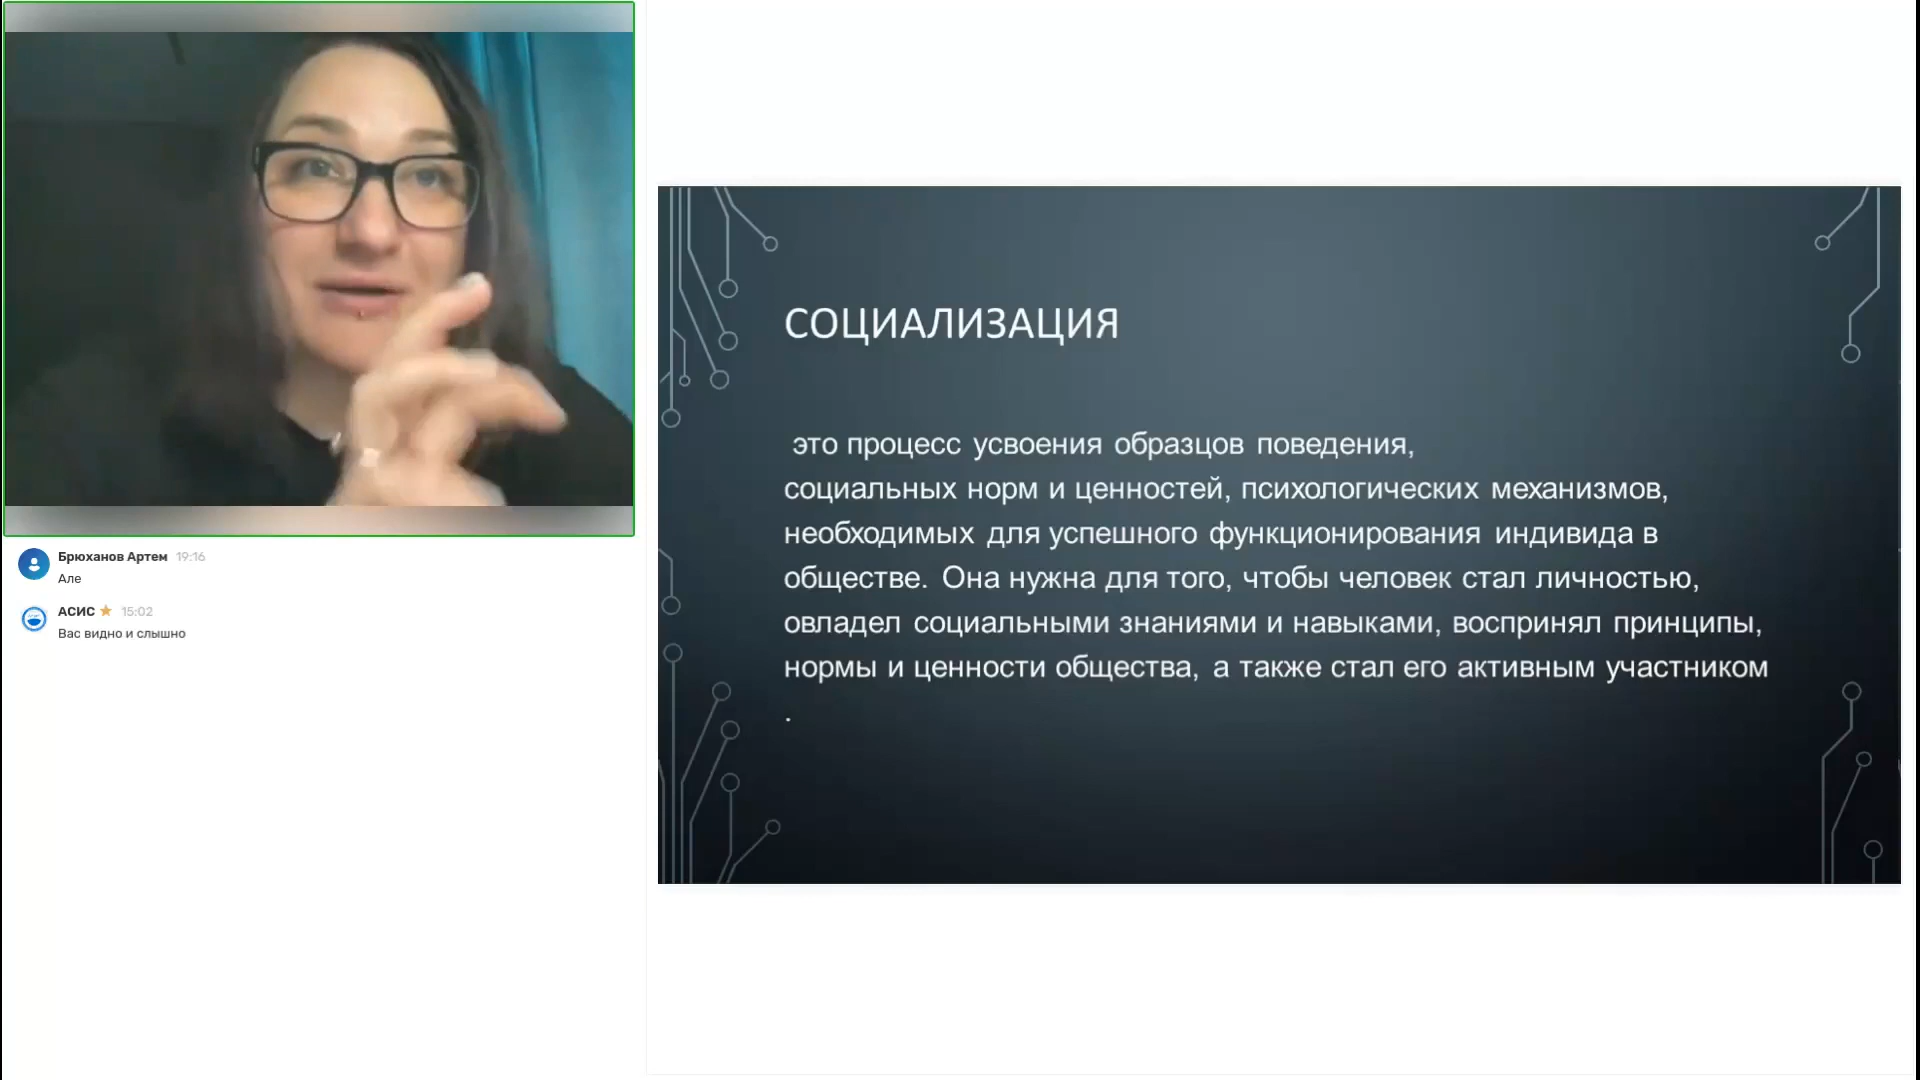 Брюханов Артем 19:16
Але
АСИС 15:02
Вас видно и слышно
СОЦИАЛИЗАЦИЯ
это процесс усвоения образцов поведения,
социальных норм и ценностей, психологических механизмов,
необходимых для успешного функционирования индивида в
обществе. Она нужна для того, чтобы человек стал личностью,
овладел социальными знаниями и навыками, воспринял принципы,
нормы и ценности общества, а также стал его активным участником
.